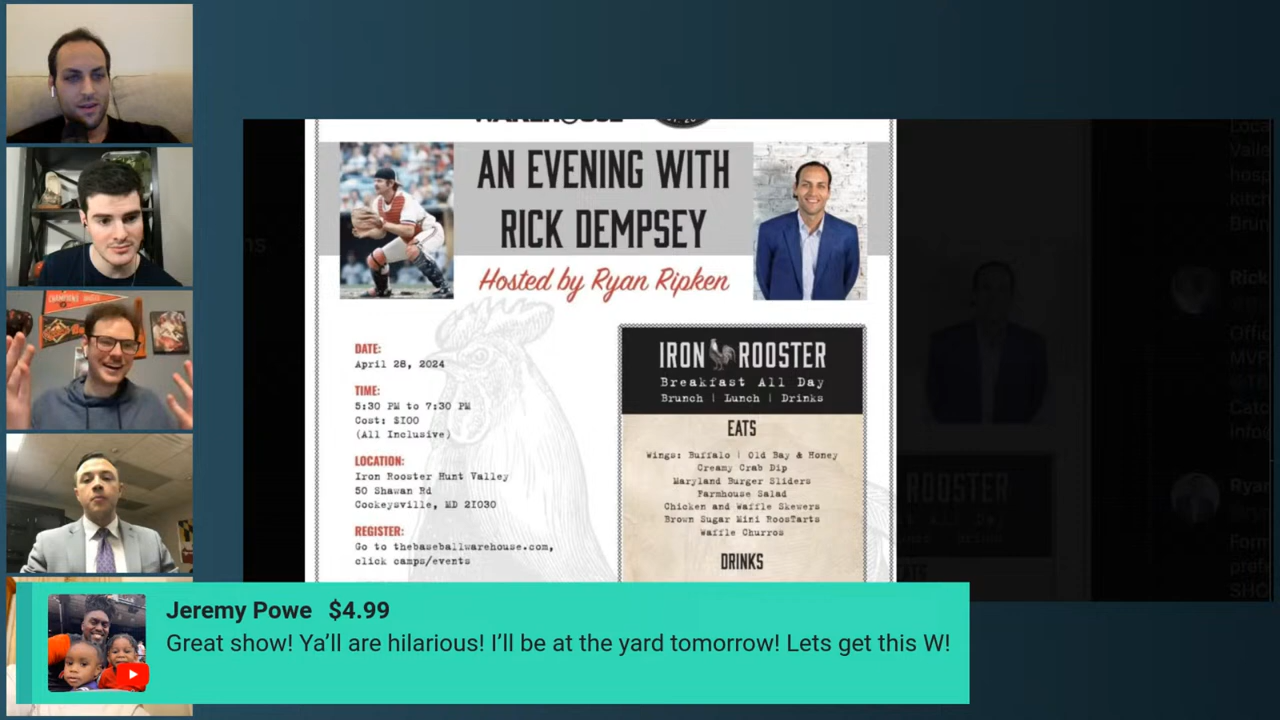 WAREHOUSE
AN EVENING WITH
RICK DEMPSEY
Hosted by Ryan Ripken
DATE:
April 28, 2024
TIME:
5:30 PM to 7:30 PM
Cost: $100
(All Inclusive)
LOCATION:
Iron Rooster Hunt Valley
50 Shawan Rd
Cockeysville, MD 21030
REGISTER:
Go to thebaseballwarehouse.com,
click camps/events
IRON ROOSTER
Breakfast All Day
Brunch | Lunch | Drinks
EATS
Wings: Buffalo | Old Bay & Honey
Creamy Crab Dip
Maryland Burger Sliders
Farmhouse Salad
Chicken and Waffle Skewers
Brown Sugar Mini RoosTarts
Waffle Churros
DRINKS
Jeremy Powe $4.99
Great show! Ya’ll are hilarious! I’ll be at the yard tomorrow! Lets get this W!